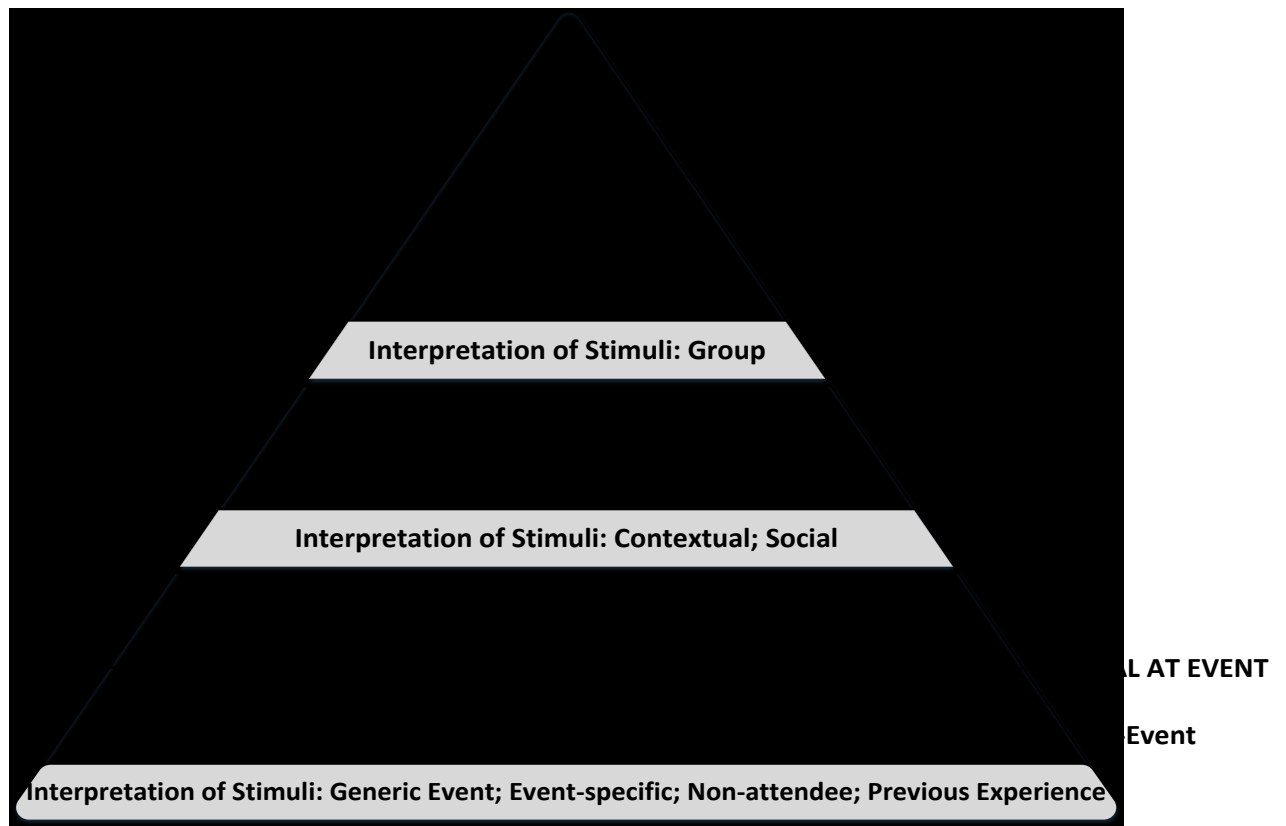 Interpretation of Stimuli: Group
Interpretation of Stimuli: Contextual; Social
AT EVENT
-Event
Interpretation of Stimuli: Generic Event; Event-specific; Non-attendee; Previous Experience